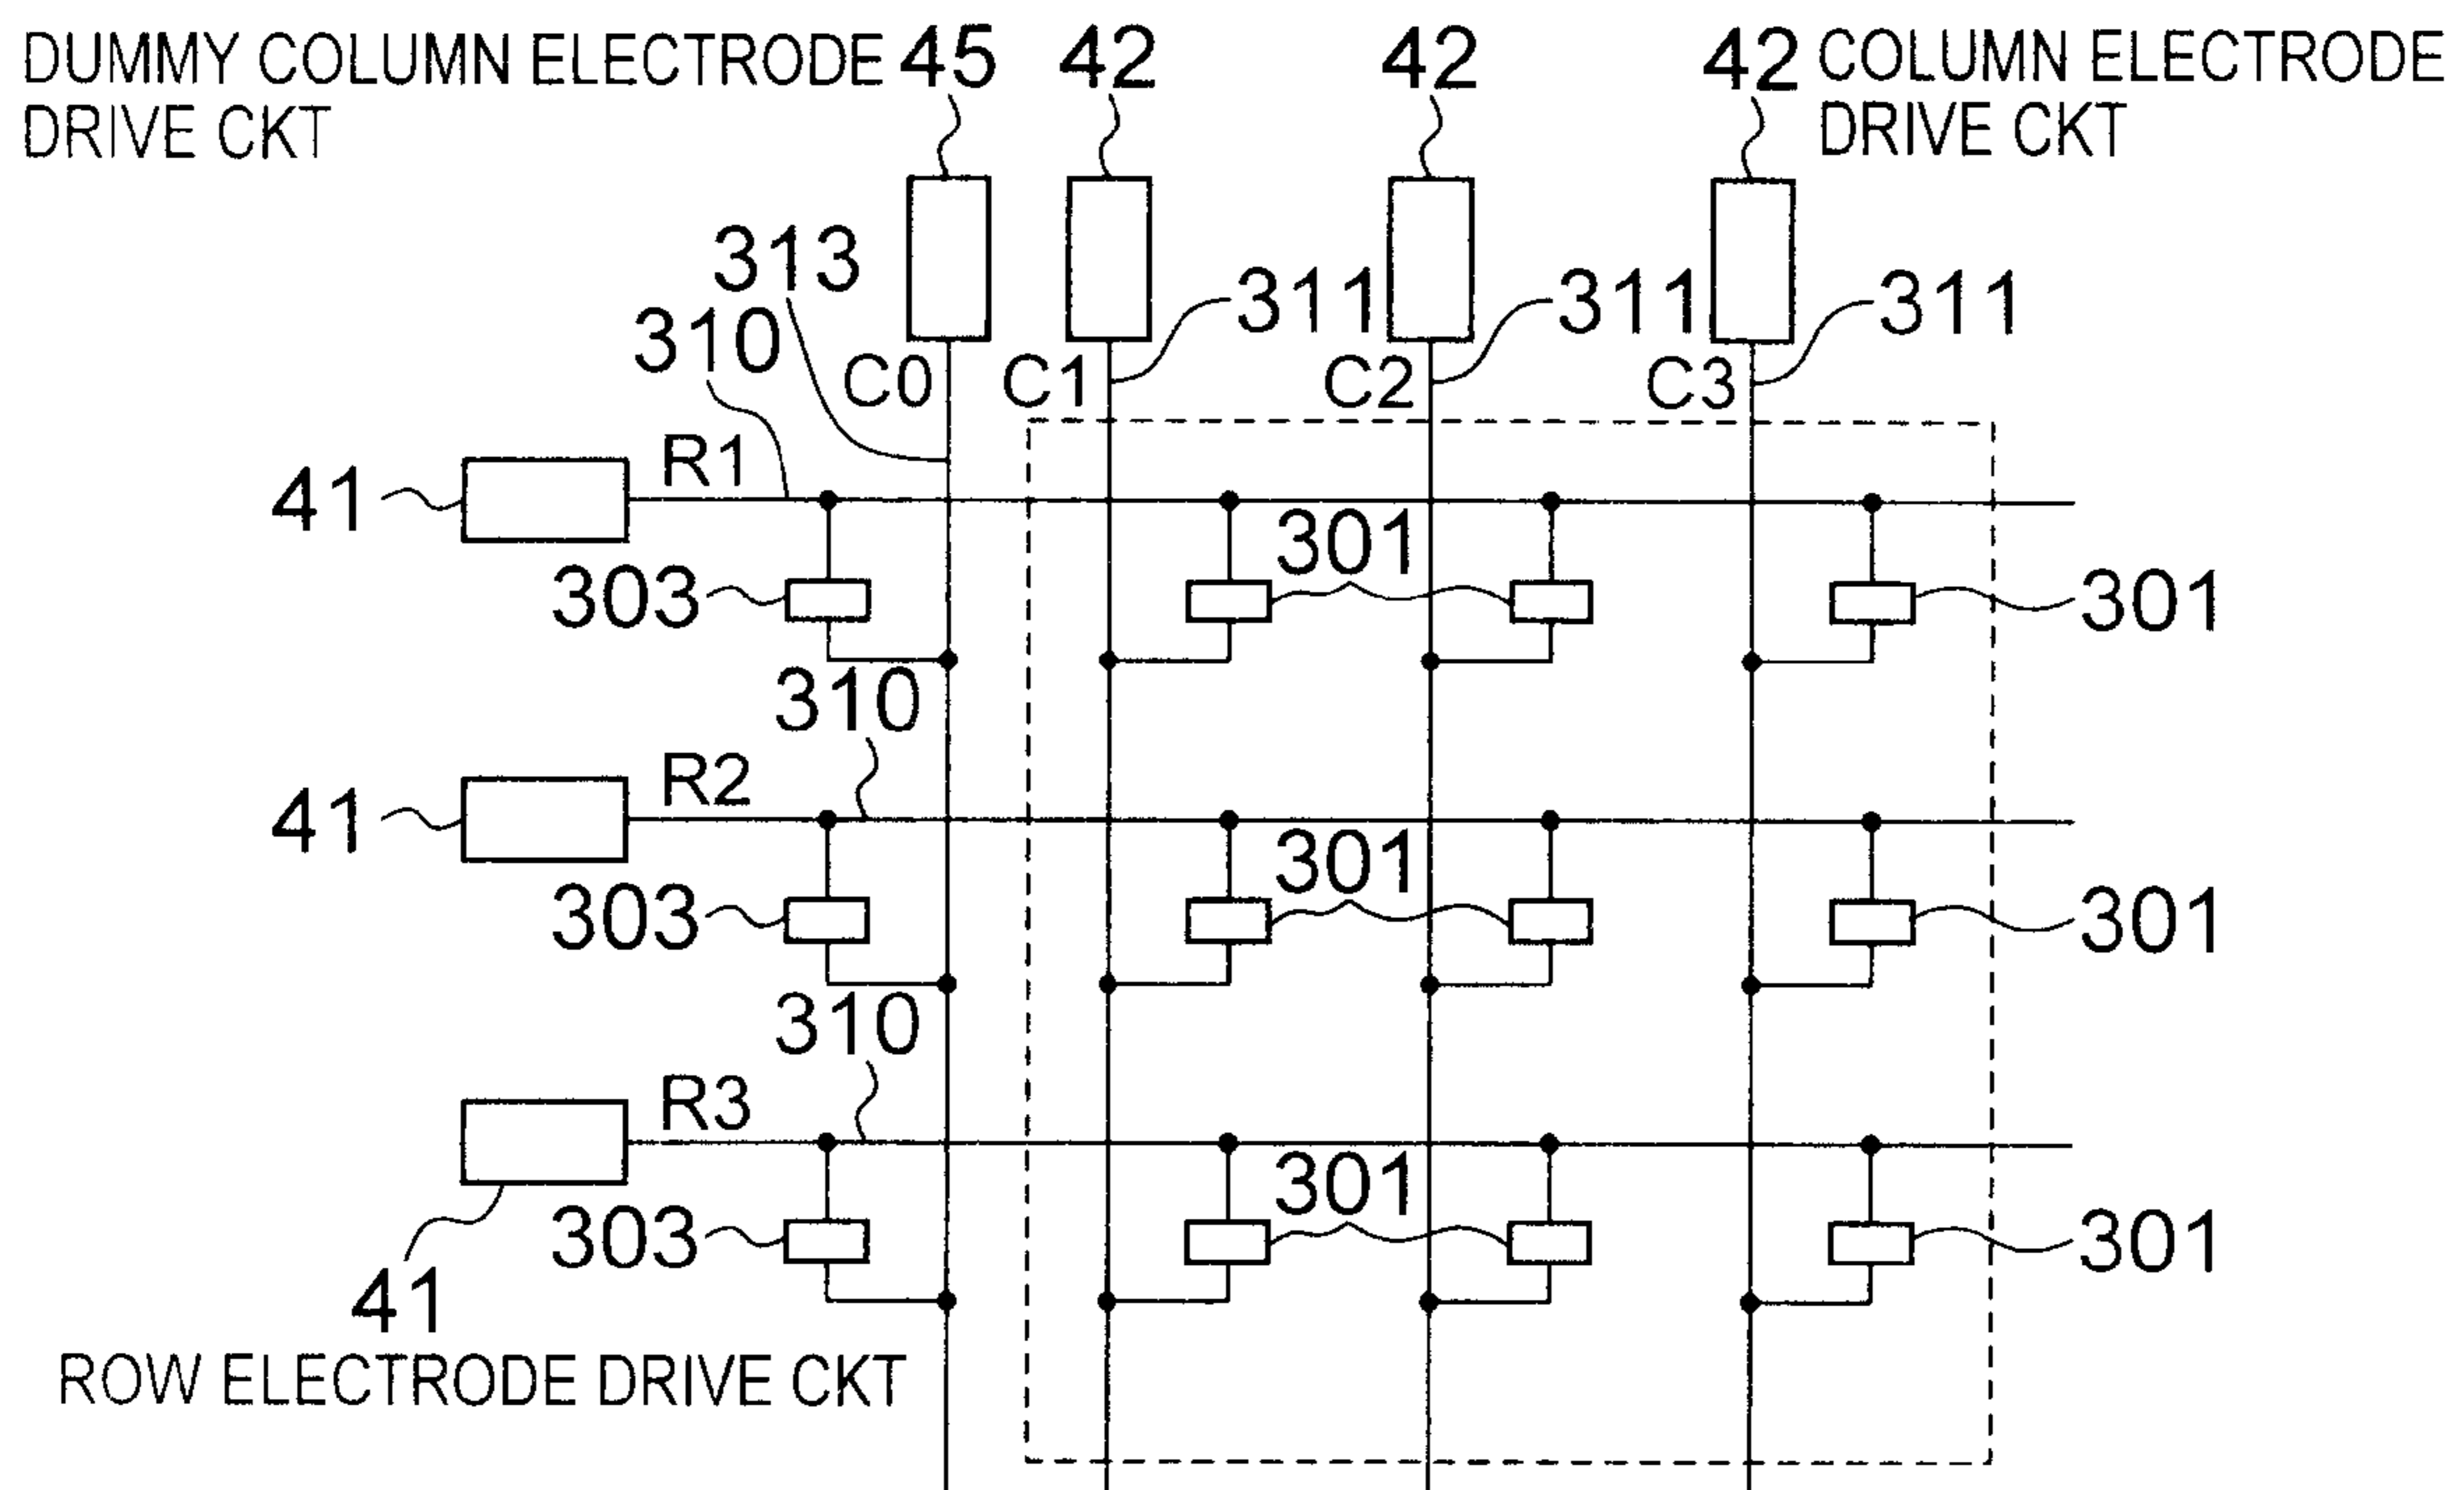 DUMMY COLUMN ELECTRODE 45 42 42 42 COLUMN ELECTRODE
DRIVE CKT DRIVE CKT
313
310 311 311 311
C0 C1 C2 C3
R1
41
301
303 301
310
R2
41
301
303 301
310
R3
301
303 301
41
ROW ELECTRODE DRIVE CKT